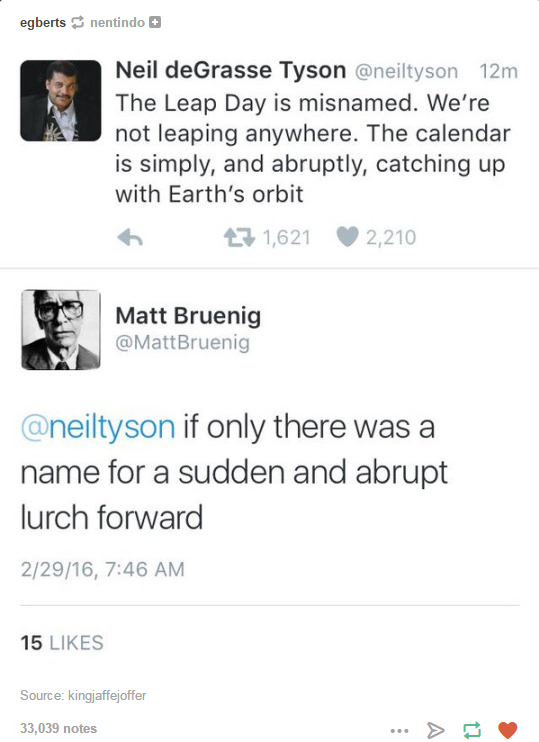 egberts nentindo
Neil deGrasse Tyson @neiltyson 12m
The Leap Day is misnamed. We’re
not leaping anywhere. The calendar
is simply, and abruptly, catching up
with Earth’s orbit
1,621 2,210
Matt Bruenig
@MattBruenig
@neiltyson if only there was a
name for a sudden and abrupt
lurch forward
2/29/16, 7:46 AM
15 LIKES
Source: kingjaffejoffer
33,039 notes